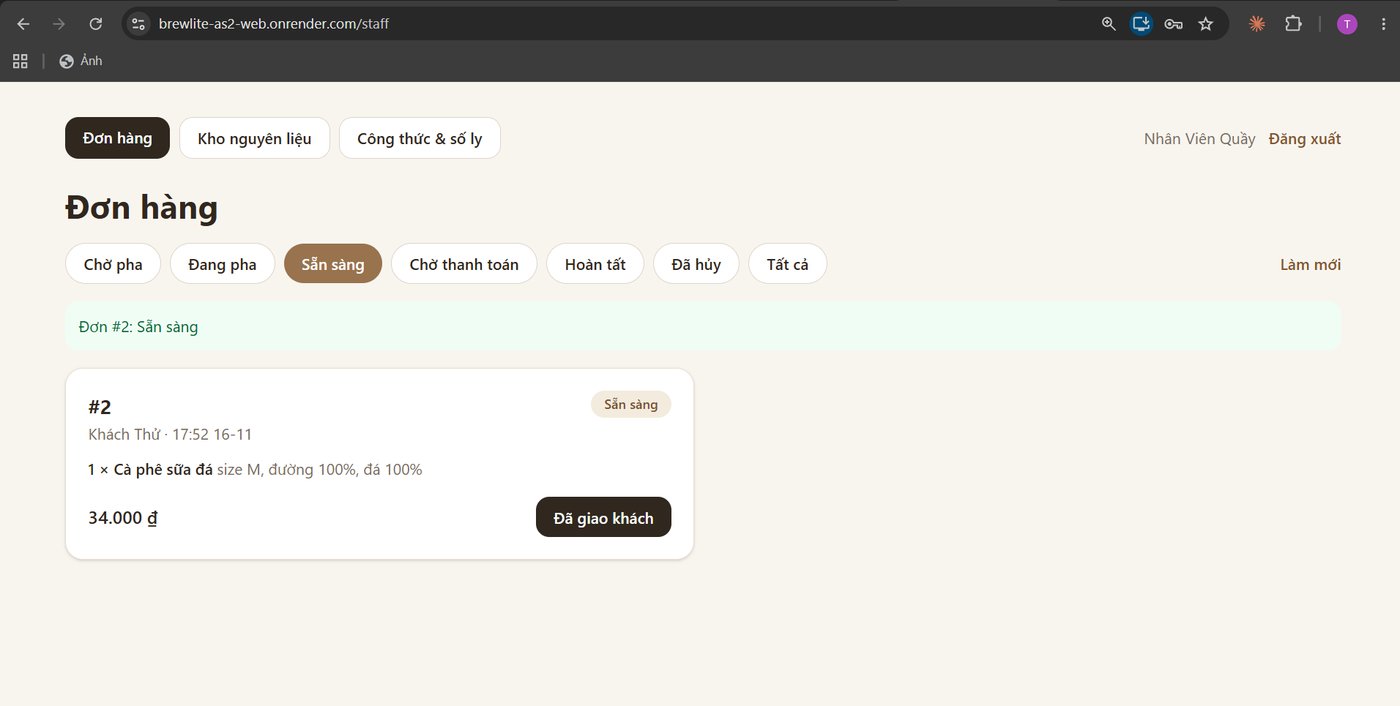 brewlite-as2-web.onrender.com/staff
T
Ảnh
Đơn hàng Kho nguyên liệu Công thức & số ly Nhân Viên Quầy Đăng xuất
Đơn hàng
Chờ pha Đang pha Sẵn sàng Chờ thanh toán Hoàn tất Đã hủy Tất cả Làm mới
Đơn #2: Sẵn sàng
#2 Sẵn sàng
Khách Thử · 17:52 16-11
1 × Cà phê sữa đá size M, đường 100%, đá 100%
34.000 ₫ Đã giao khách